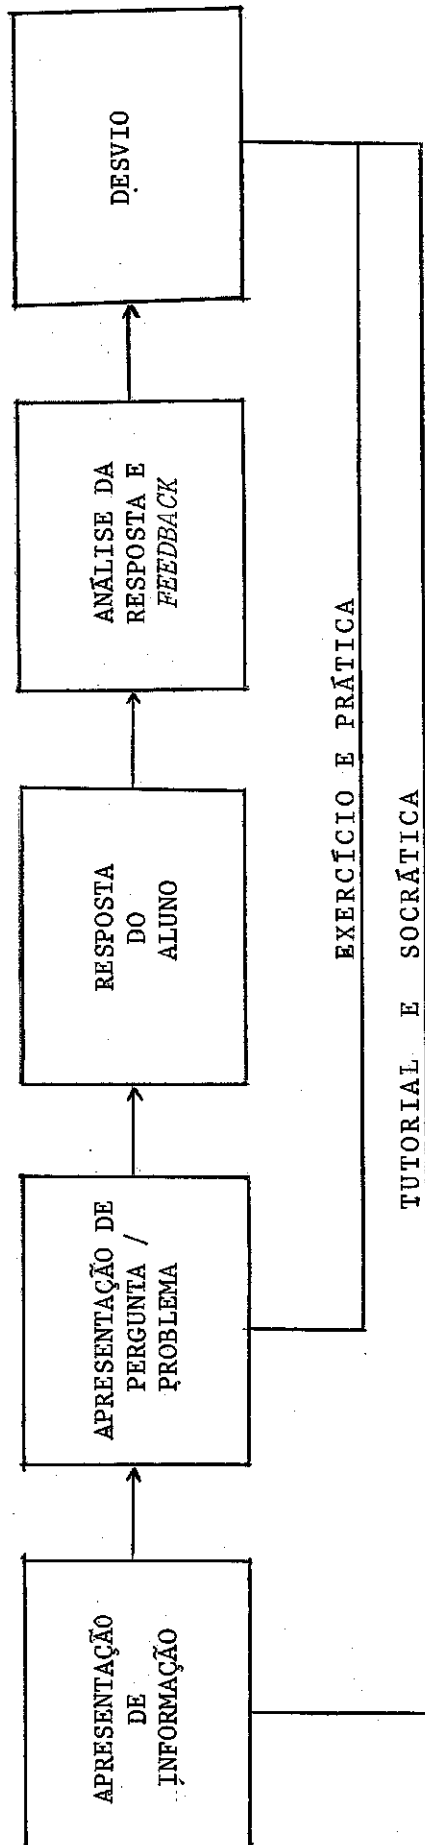 APRESENTAÇÃO
DE
INFORMAÇÃO
APRESENTAÇÃO DE
PERGUNTA /
PROBLEMA
RESPOSTA
DO
ALUNO
ANÁLISE DA
RESPOSTA E
FEEDBACK
DESVIO
EXERCÍCIO E PRÁTICA
TUTORIAL E SOCRÁTICA